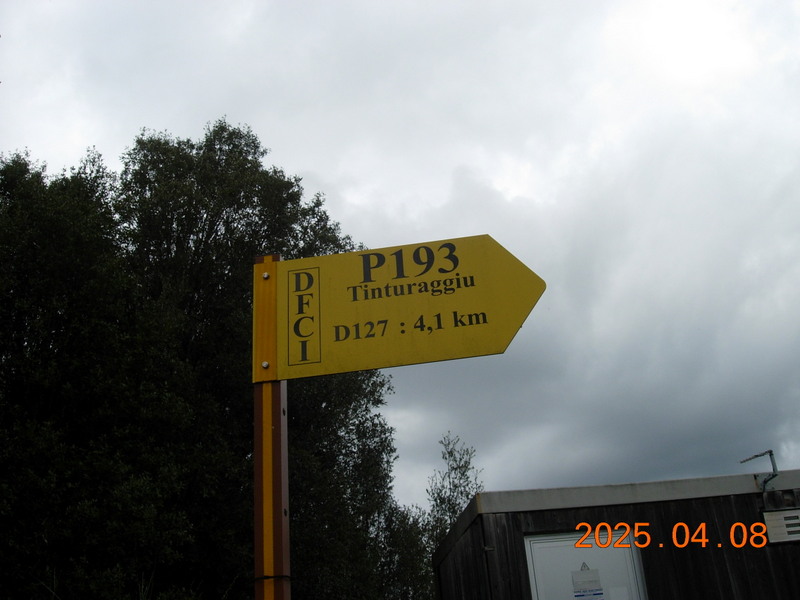 DFCI
P193
Tinturaggiu
D127 : 4,1 km
2025.04.08